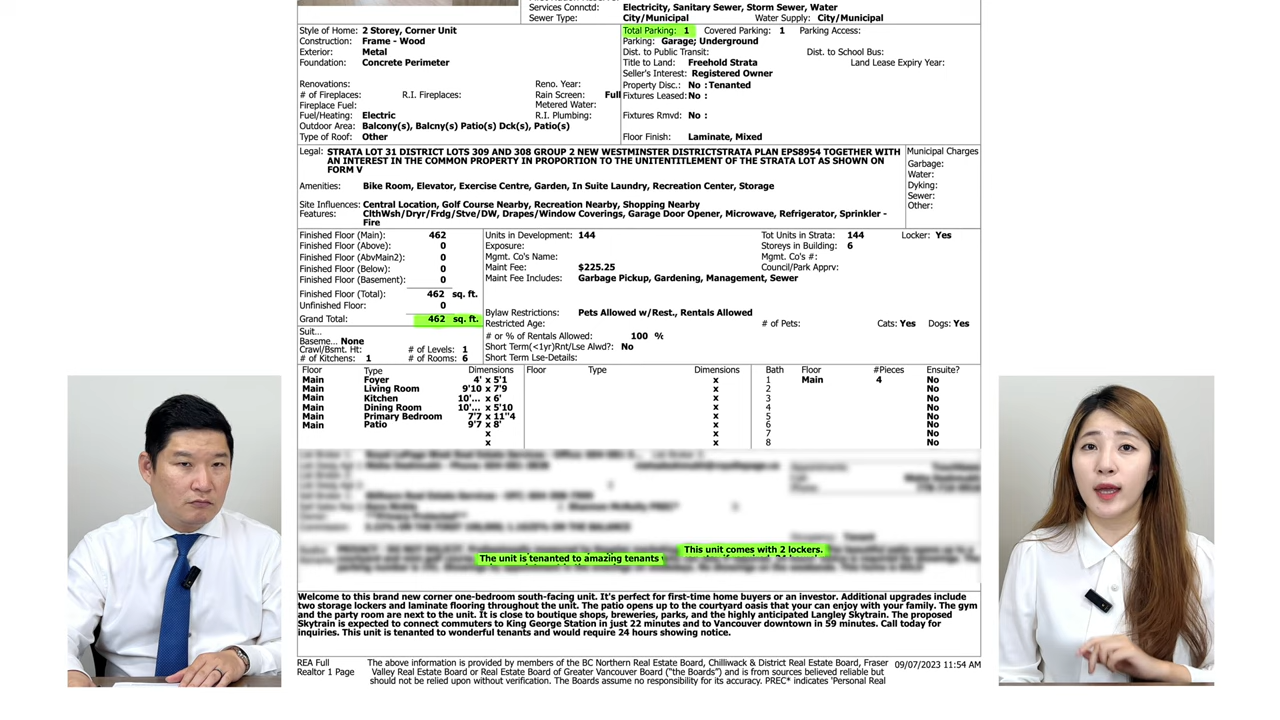 Services Connctd: Electricity, Sanitary Sewer, Storm Sewer, Water
Sewer Type: City/Municipal Water Supply: City/Municipal
Style of Home: 2 Storey, Corner Unit
Construction: Frame - Wood
Exterior: Metal
Foundation: Concrete Perimeter
Renovations: Reno. Year:
# of Fireplaces: R.I. Fireplaces: Rain Screen: Full
Fireplace Fuel: Metered Water:
Fuel/Heating: Electric R.I. Plumbing:
Outdoor Area: Balcony(s), Balcny(s) Patio(s) Dck(s), Patio(s)
Type of Roof: Other
Total Parking: 1 Covered Parking: 1 Parking Access:
Parking: Garage; Underground
Dist. to Public Transit: Dist. to School Bus:
Title to Land: Freehold Strata Land Lease Expiry Year:
Seller's Interest: Registered Owner
Property Disc.: No :Tenanted
Fixtures Leased: No :
Fixtures Rmvd: No :
Floor Finish: Laminate, Mixed
Legal: STRATA LOT 31 DISTRICT LOTS 309 AND 308 GROUP 2 NEW WESTMINSTER DISTRICTSTRATA PLAN EPS8954 TOGETHER WITH
AN INTEREST IN THE COMMON PROPERTY IN PROPORTION TO THE UNITENTITLEMENT OF THE STRATA LOT AS SHOWN ON
FORM V
Municipal Charges
Garbage:
Water:
Dyking:
Sewer:
Other:
Amenities: Bike Room, Elevator, Exercise Centre, Garden, In Suite Laundry, Recreation Center, Storage
Site Influences: Central Location, Golf Course Nearby, Recreation Nearby, Shopping Nearby
Features: ClthWsh/Dryr/Frdg/Stve/DW, Drapes/Window Coverings, Garage Door Opener, Microwave, Refrigerator, Sprinkler -
Fire
Finished Floor (Main): 462
Finished Floor (Above): 0
Finished Floor (AbvMain2): 0
Finished Floor (Below): 0
Finished Floor (Basement): 0
Finished Floor (Total): 462 sq. ft.
Unfinished Floor: 0
Grand Total: 462 sq. ft.
Suit...
Baseme... None
Crawl/Bsmt. Ht: # of Levels: 1
# of Kitchens: 1 # of Rooms: 6
Units in Development: 144 Tot Units in Strata: 144 Locker: Yes
Exposure: Storeys in Building: 6
Mgmt. Co's Name: Mgmt. Co's #:
Maint Fee: $225.25 Council/Park Apprv:
Maint Fee Includes: Garbage Pickup, Gardening, Management, Sewer
Bylaw Restrictions: Pets Allowed w/Rest., Rentals Allowed
Restricted Age: # of Pets: Cats: Yes Dogs: Yes
# or % of Rentals Allowed: 100 %
Short Term(<1yr)Rnt/Lse Alwd?: No
Short Term Lse-Details:
Floor Type Dimensions Floor Type Dimensions Bath Floor #Pieces Ensuite?
Main Foyer 4' x 5'1 x 1 Main 4 No
Main Living Room 9'10 x 7'9 x 2 No
Main Kitchen 10'... x 6' x 3 No
Main Dining Room 10'... x 5'10 x 4 No
Main Primary Bedroom 7'7 x 11"4 x 5 No
Main Patio 9'7 x 8' x 6 No
x x 7 No
x x 8 No
This unit comes with 2 lockers.
The unit is tenanted to amazing tenants
Welcome to this brand new corner one-bedroom south-facing unit. It's perfect for first-time home buyers or an investor. Additional upgrades include
two storage lockers and laminate flooring throughout the unit. The patio opens up to the courtyard oasis that your can enjoy with your family. The gym
and the party room are next to the unit. It is close to boutique shops, breweries, parks, and the highly anticipated Langley Skytrain. The proposed
Skytrain is expected to connect commuters to King George Station in just 22 minutes and to Vancouver downtown in 59 minutes. Call today for
inquiries. This unit is tenanted to wonderful tenants and would require 24 hours showing notice.
REA Full The above information is provided by members of the BC Northern Real Estate Board, Chilliwack & District Real Estate Board, Fraser 09/07/2023 11:54 AM
Realtor 1 Page Valley Real Estate Board or Real Estate Board of Greater Vancouver Board ("the Boards") and is from sources believed reliable but
should not be relied upon without verification. The Boards assume no responsibility for its accuracy. PREC* indicates 'Personal Real